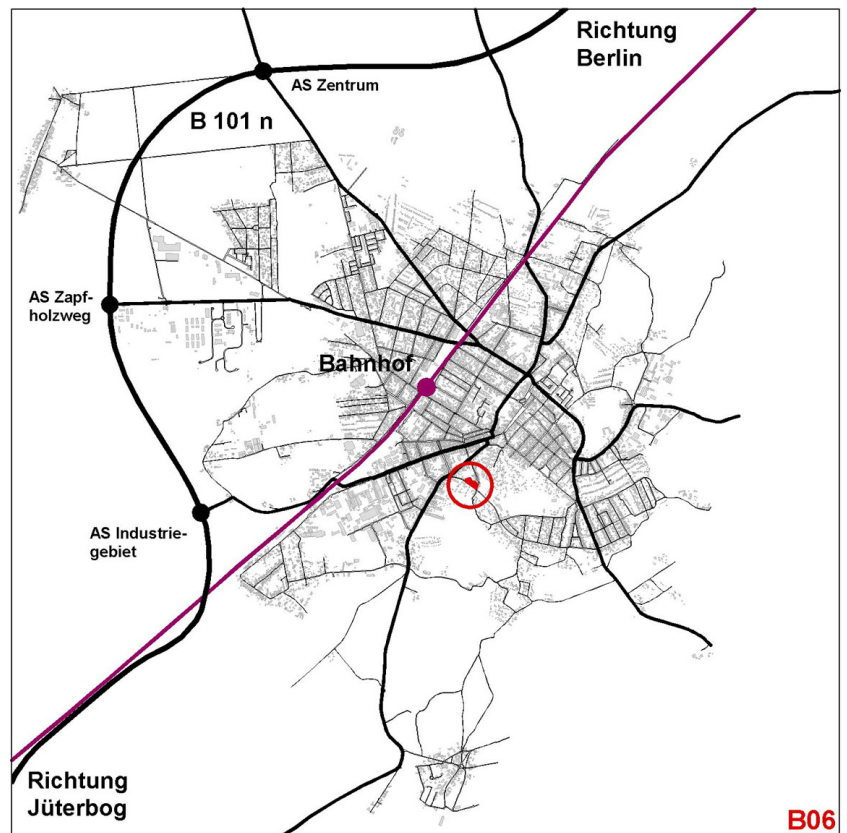 Richtung
Berlin
AS Zentrum
B 101 n
AS Zapf-
holzweg
Bahnhof
AS Industrie-
gebiet
Richtung
Jüterbog
B06